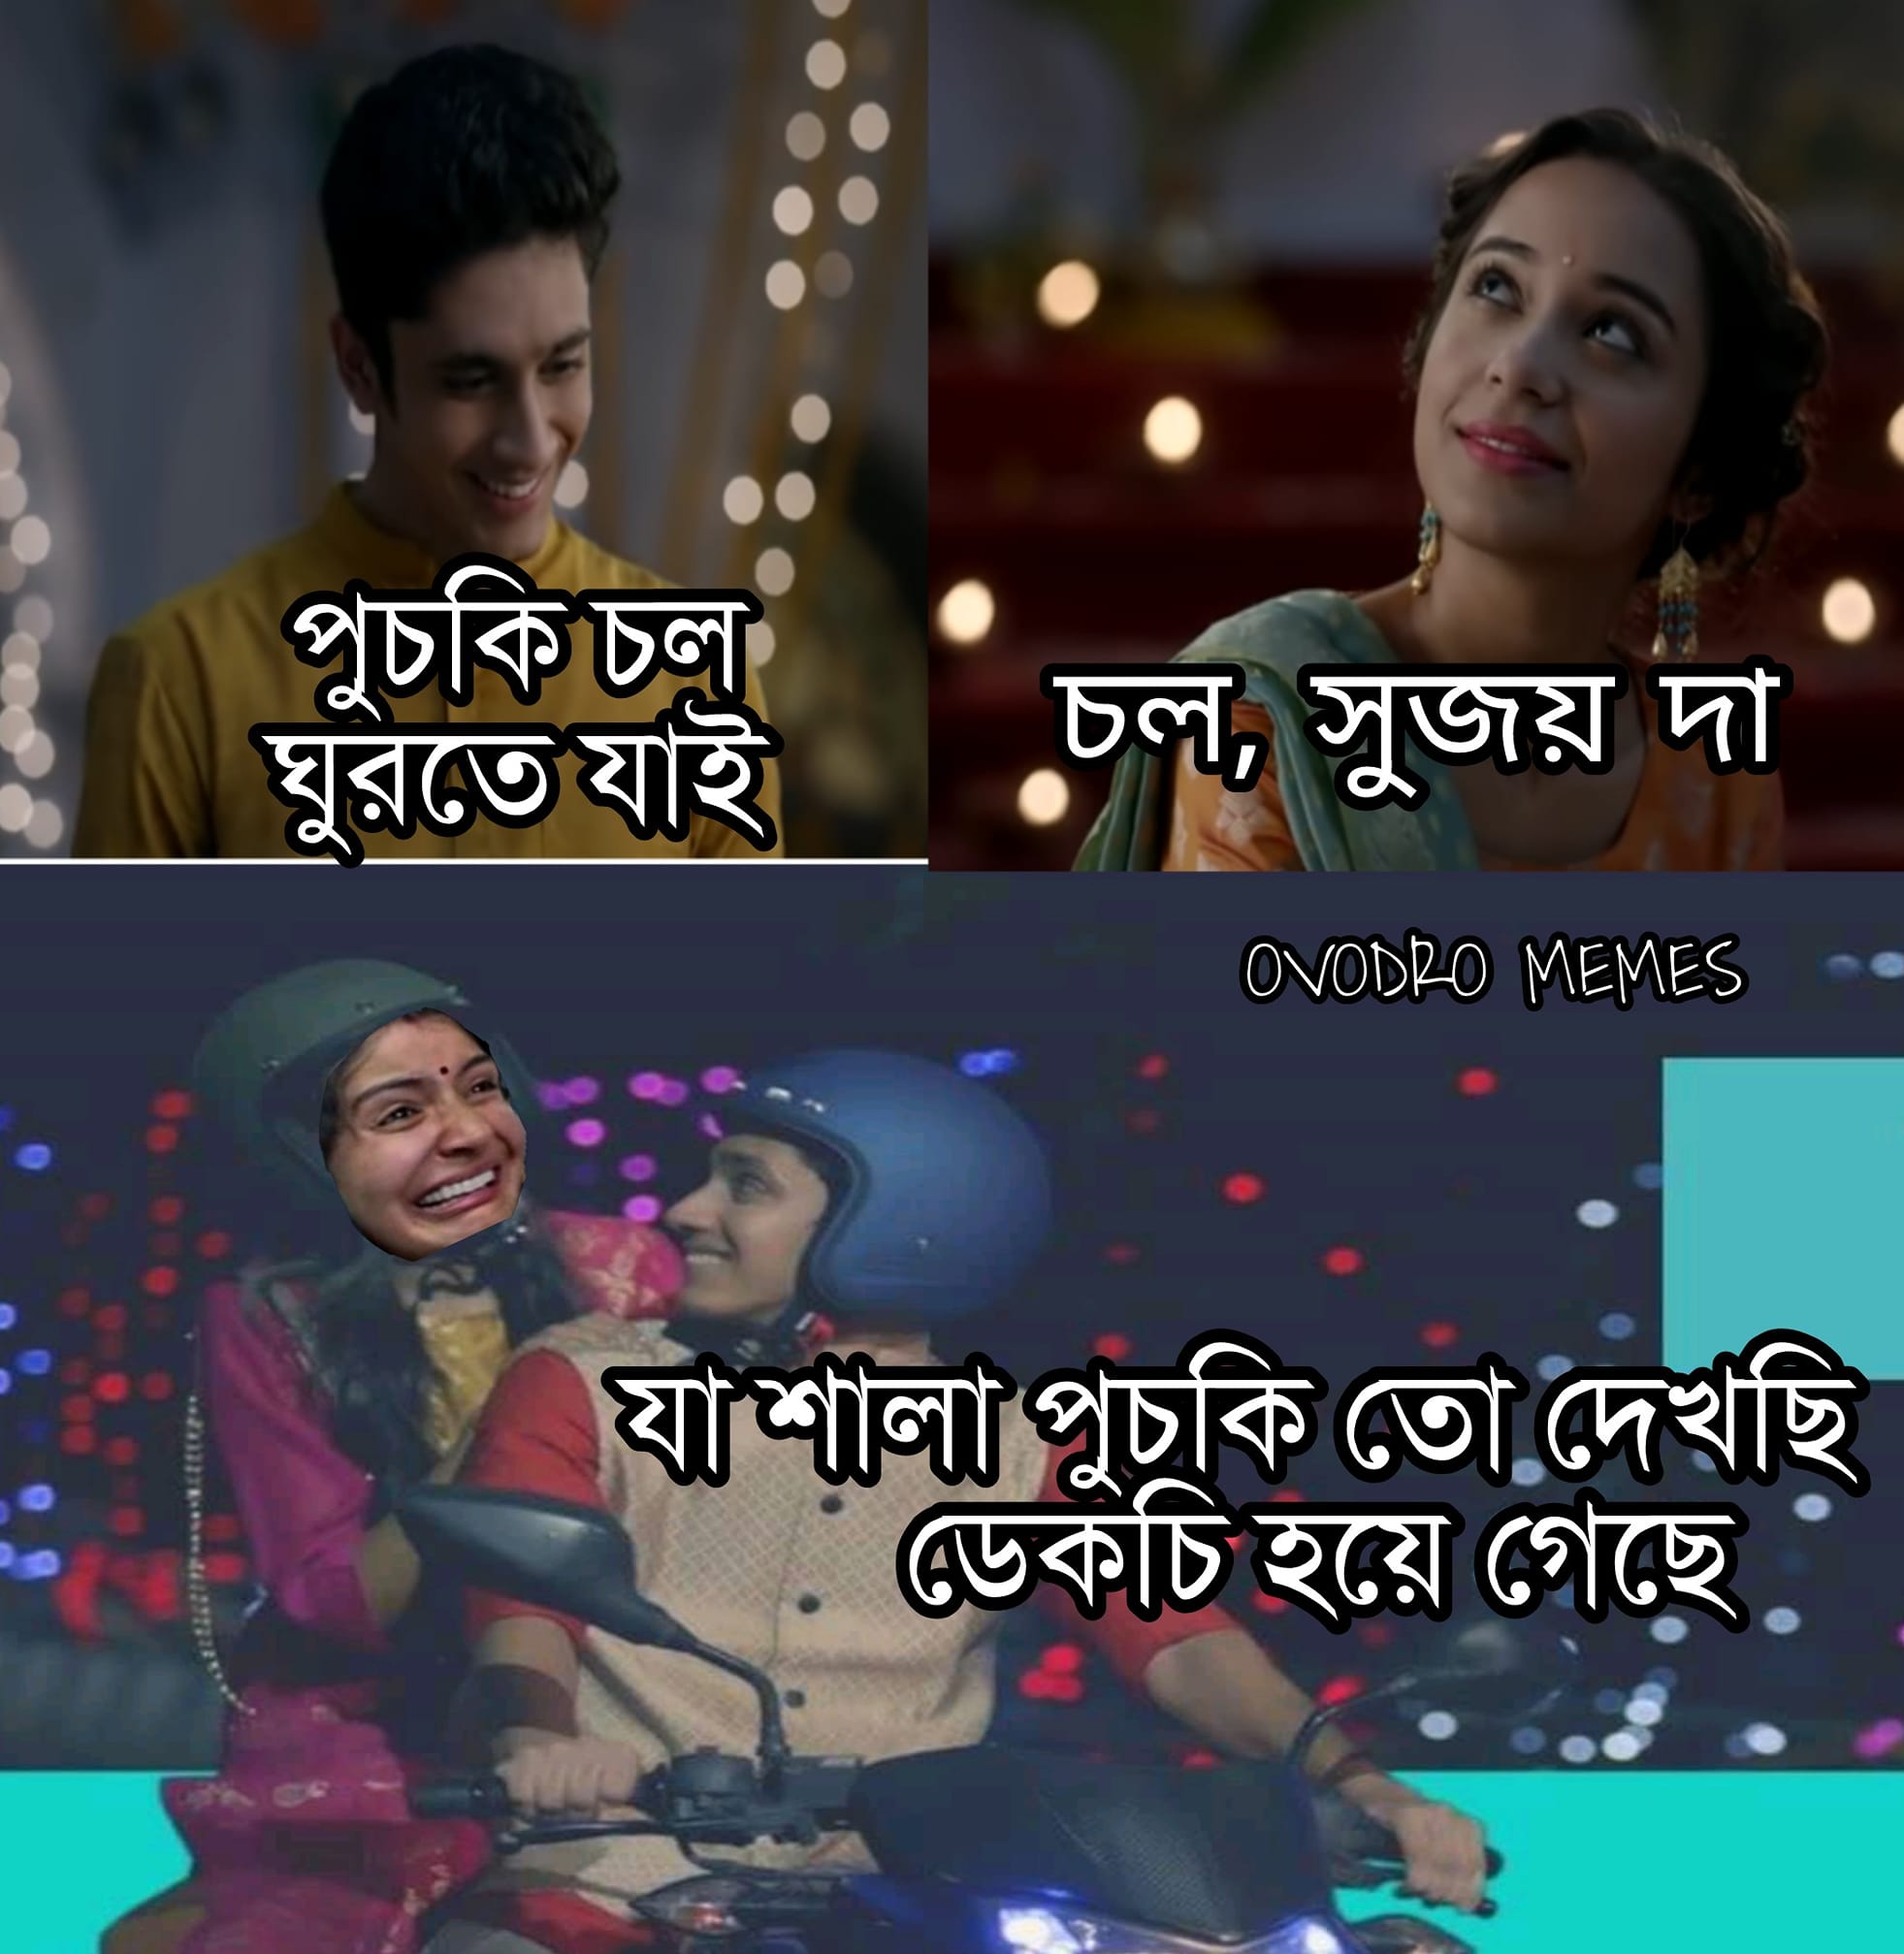 পুচকি চল
ঘুরতে যাই
চল, সুজয় দা
OVODRO MEMES
যা শালা পুচকি তো দেখছি
ডেকচি হয়ে গেছে